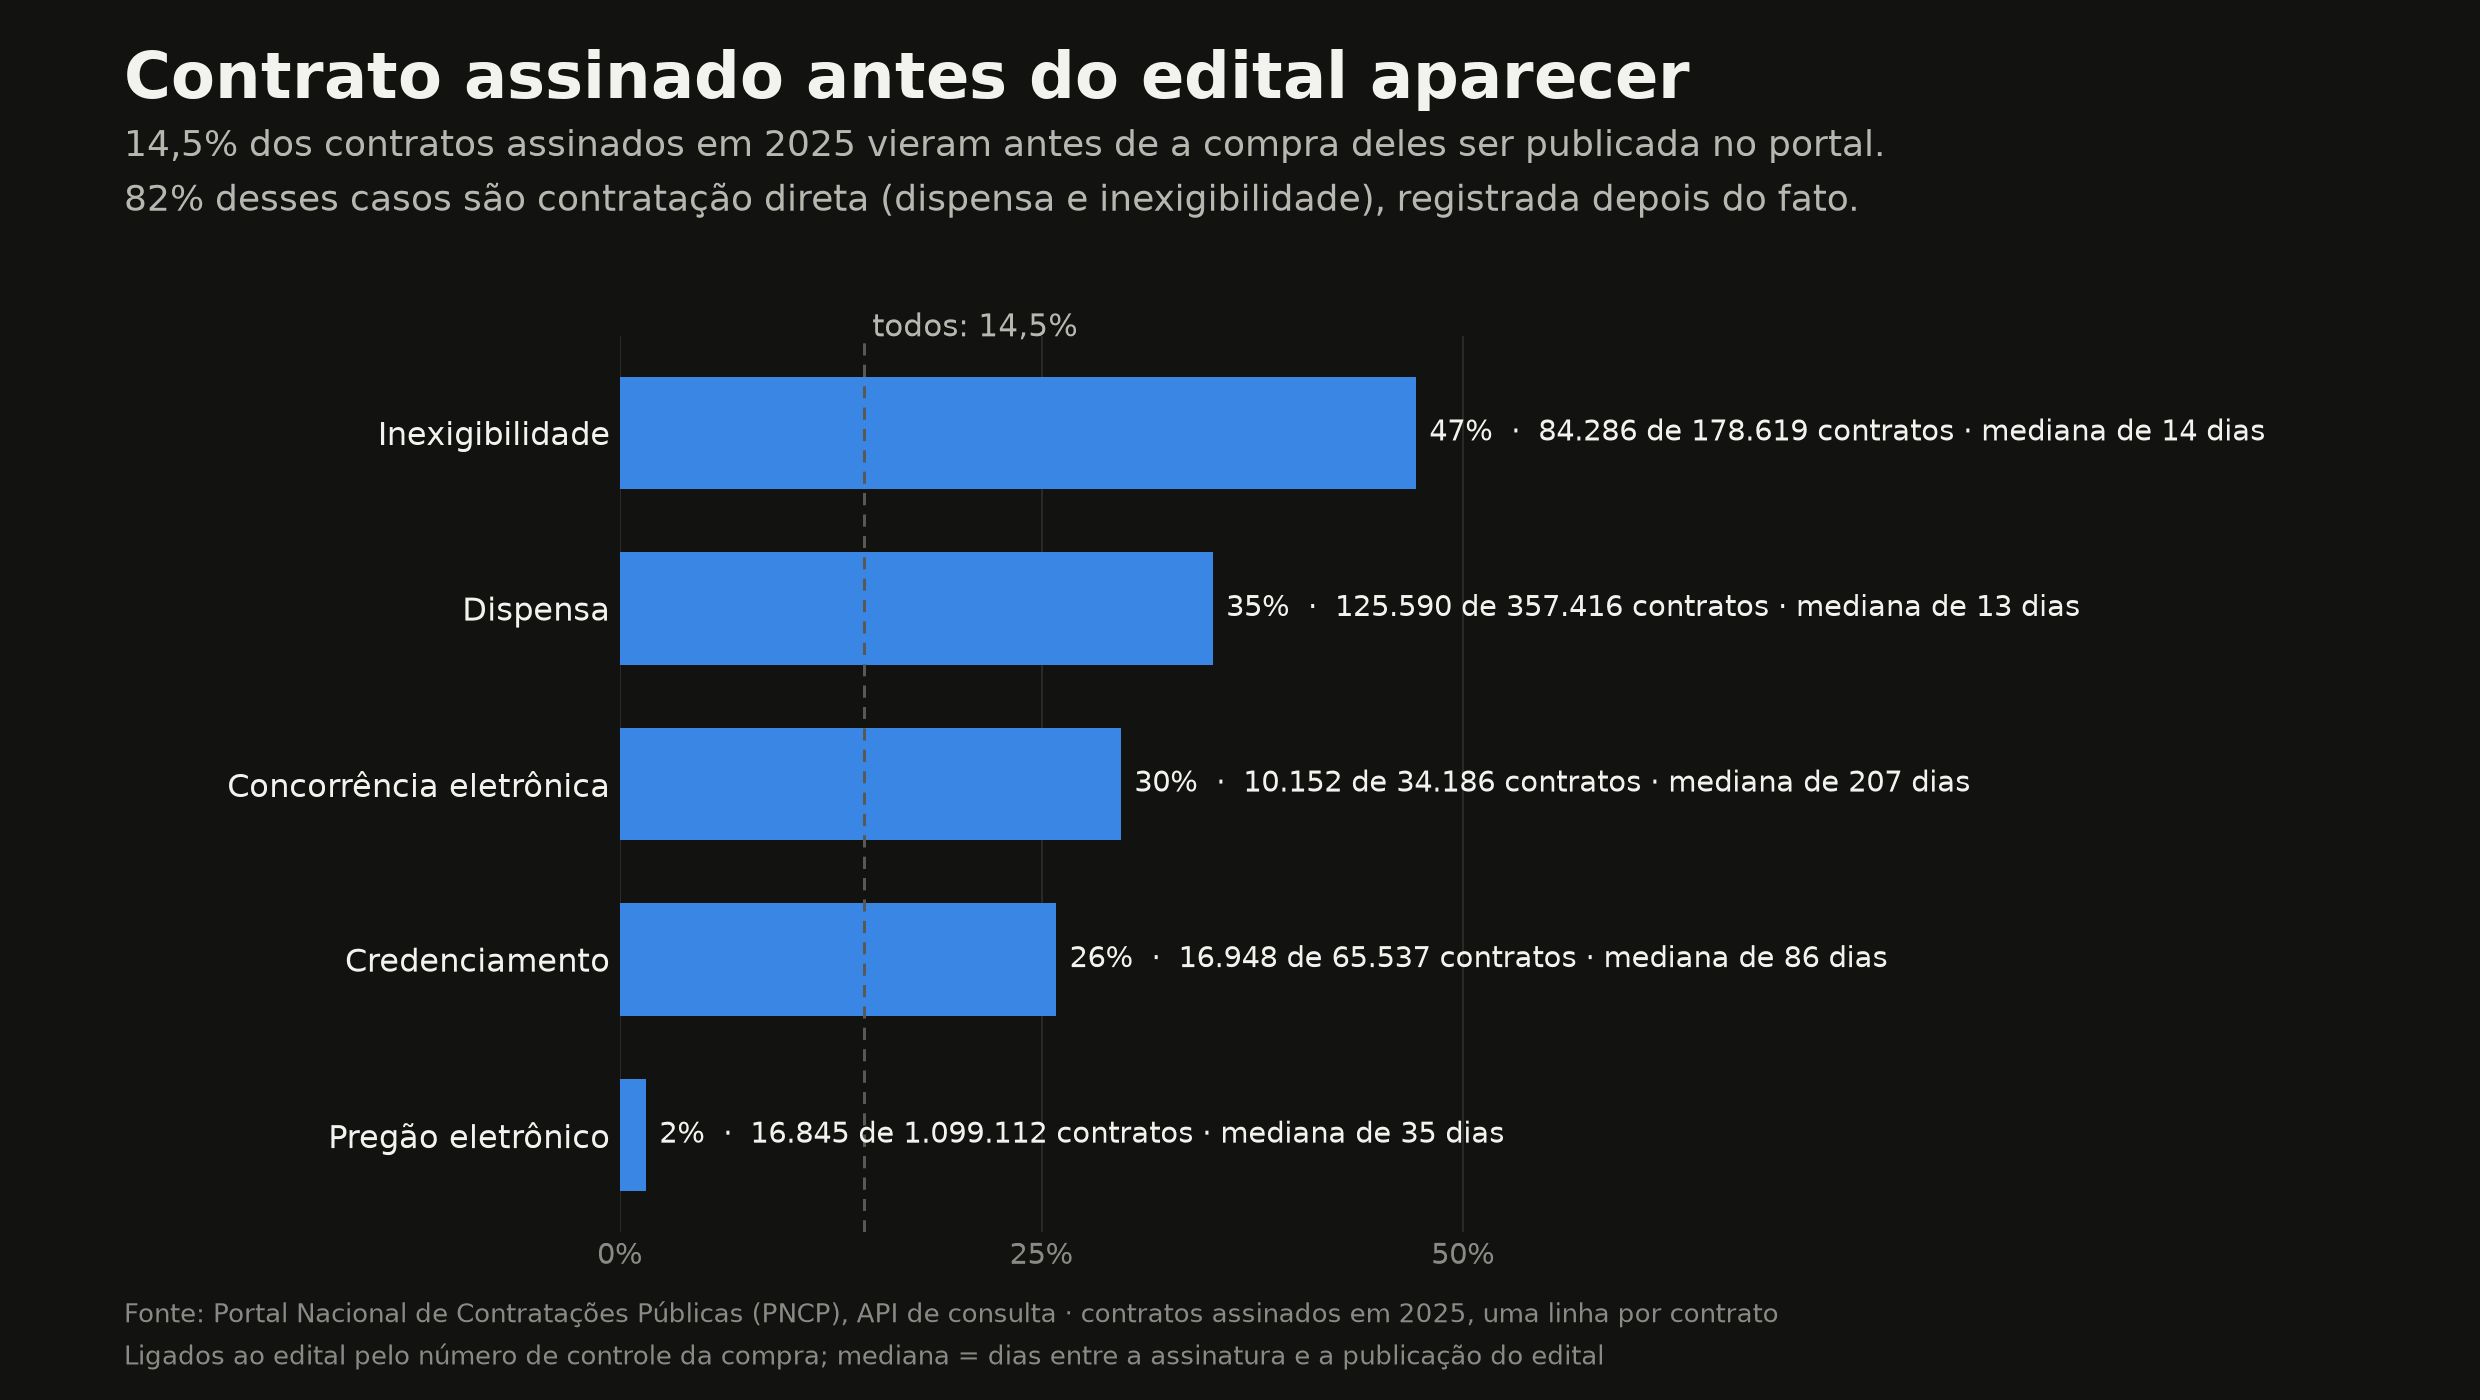 Contrato assinado antes do edital aparecer
14,5% dos contratos assinados em 2025 vieram antes de a compra deles ser publicada no portal.
82% desses casos são contratação direta (dispensa e inexigibilidade), registrada depois do fato.
todos: 14,5%
Inexigibilidade
47% · 84.286 de 178.619 contratos · mediana de 14 dias
Dispensa
35% · 125.590 de 357.416 contratos · mediana de 13 dias
Concorrência eletrônica
30% · 10.152 de 34.186 contratos · mediana de 207 dias
Credenciamento
26% · 16.948 de 65.537 contratos · mediana de 86 dias
Pregão eletrônico
2% · 16.845 de 1.099.112 contratos · mediana de 35 dias
0%
25%
50%
Fonte: Portal Nacional de Contratações Públicas (PNCP), API de consulta · contratos assinados em 2025, uma linha por contrato
Ligados ao edital pelo número de controle da compra; mediana = dias entre a assinatura e a publicação do edital